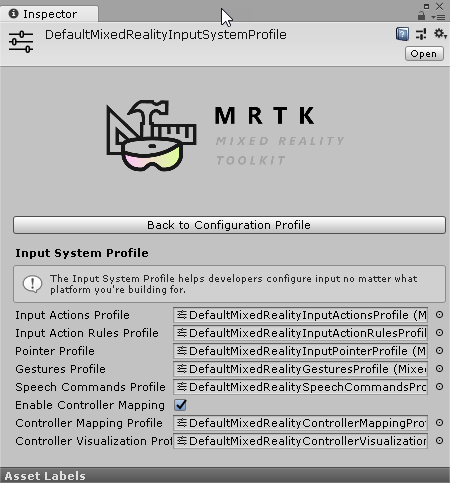 Inspector
DefaultMixedRealityInputSystemProfile
Open
MRTK
MIXED REALITY
TOOLKIT
Back to Configuration Profile
Input System Profile
The Input System Profile helps developers configure input no matter what
platform you're building for.
Input Actions Profile DefaultMixedRealityInputActionsProfile (M
Input Action Rules Profile DefaultMixedRealityInputActionRulesProfil
Pointer Profile DefaultMixedRealityInputPointerProfile (M
Gestures Profile DefaultMixedRealityGesturesProfile (Mixed
Speech Commands Profile DefaultMixedRealitySpeechCommandsPro
Enable Controller Mapping
Controller Mapping Profile DefaultMixedRealityControllerMappingProf
Controller Visualization Prof DefaultMixedRealityControllerVisualization
Asset Labels